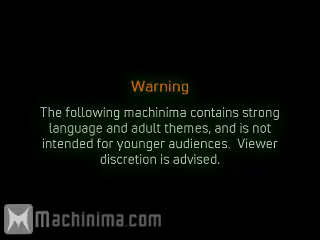 Warning
The following machinima contains strong
language and adult themes, and is not
intended for younger audiences.  Viewer
discretion is advised.
Machinima.com